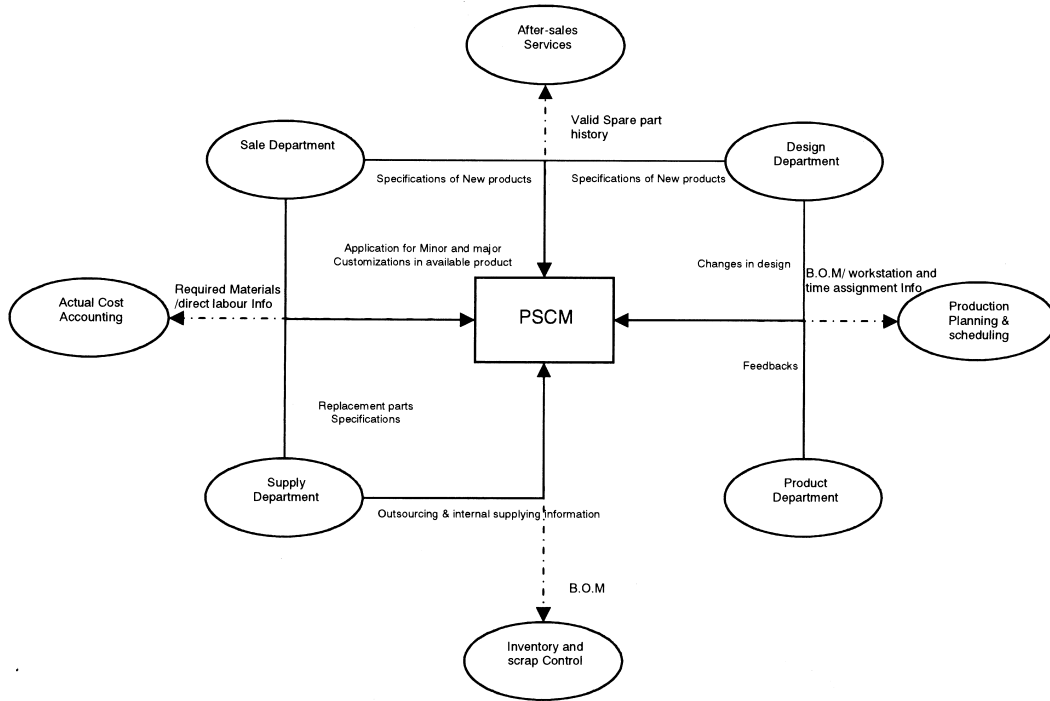 After-sales
Services
Valid Spare part
history
Sale Department
Design
Department
Specifications of New products
Specifications of New products
Application for Minor and major
Customizations in available product
Changes in design
B.O.M/ workstation and
time assignment Info
Required Materials
/direct labour Info
Actual Cost
Accounting
PSCM
Production
Planning &
scheduling
Feedbacks
Replacement parts
Specifications
Supply
Department
Product
Department
Outsourcing & internal supplying information
B.O.M
Inventory and
scrap Control